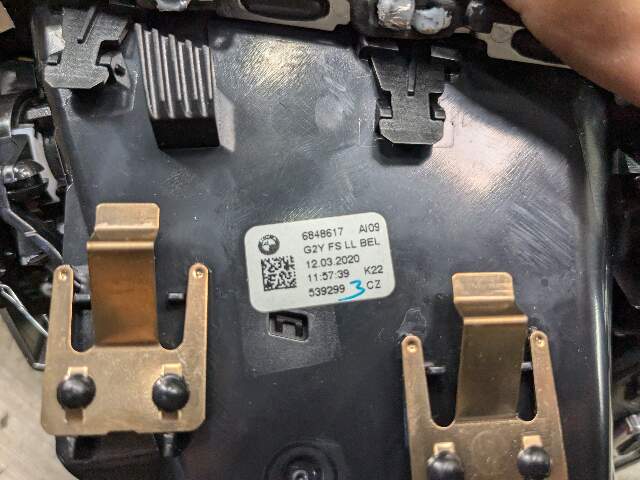 6848617 AI09
G2Y FS LL BEL
12.03.2020
11:57:39 K22
539299 3 CZ